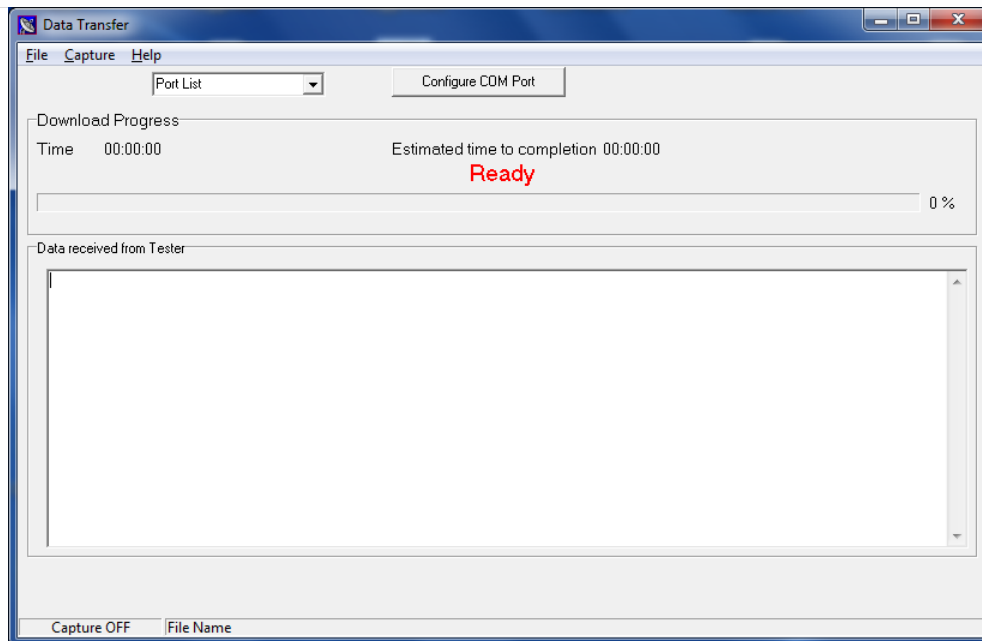 Data Transfer
File Capture Help
Port List Configure COM Port
Download Progress
Time 00:00:00 Estimated time to completion 00:00:00
Ready
0 %
Data received from Tester
Capture OFF File Name